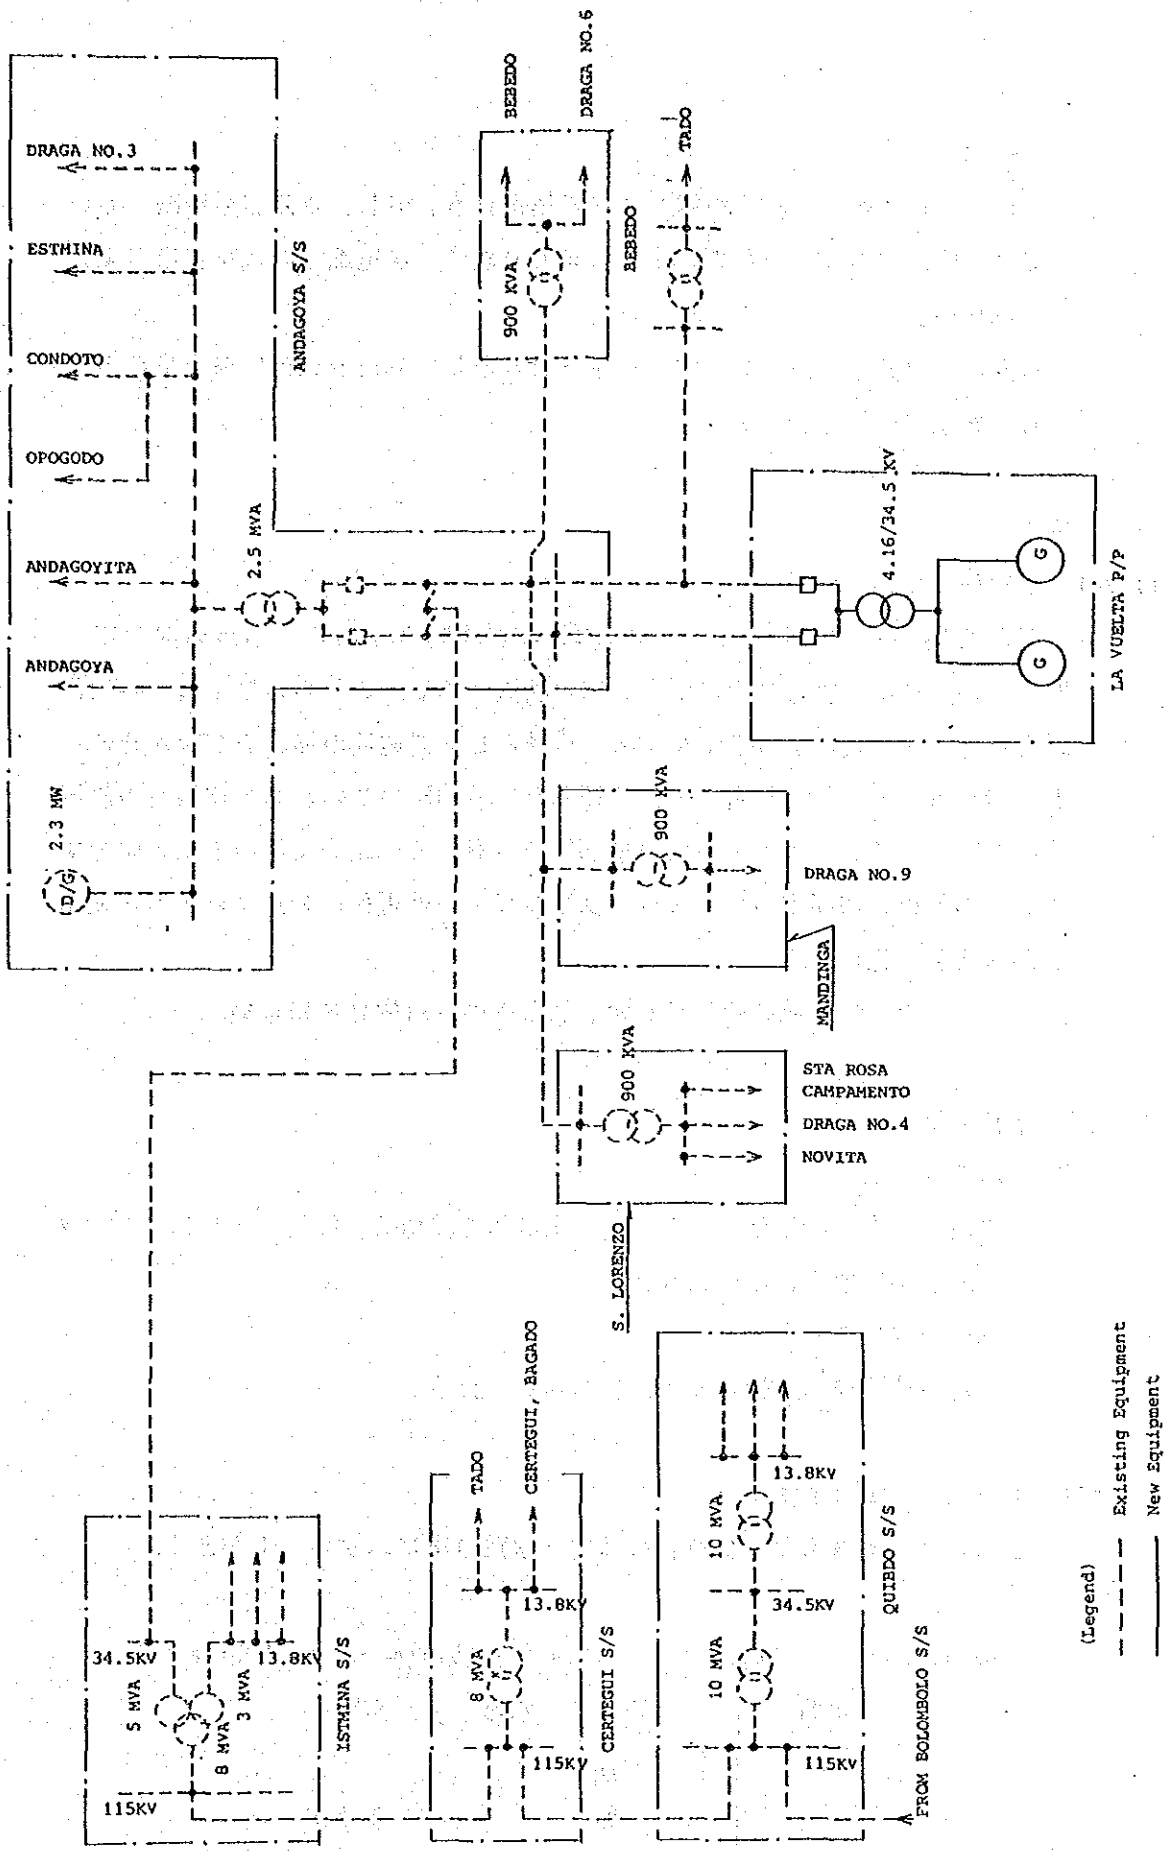 DRAGA NO.3
ESTMINA
CONDOTO
OPOGODO
ANDAGOYITA
ANDAGOYA
D/G
2.3 MW
2.5 MVA
ANDAGOYA S/S
BEBEDO
DRAGA NO.6
900 KVA
BEBEDO
TADO
4.16/34.5 KV
G
G
LA VUELTA P/P
900 KVA
DRAGA NO.9
MANDINGA
900 KVA
STA ROSA
CAMPAMENTO
DRAGA NO.4
NOVITA
S. LORENZO
34.5KV
13.8KV
5 MVA
3 MVA
8 MVA
115KV
ISTMINA S/S
TADO
CERTEGUI, BAGADO
13.8KV
8 MVA
115KV
CERTEGUI S/S
13.8KV
10 MVA
34.5KV
10 MVA
115KV
QUIBDO S/S
FROM BOLOMBOLO S/S
(Legend)
Existing Equipment
New Equipment